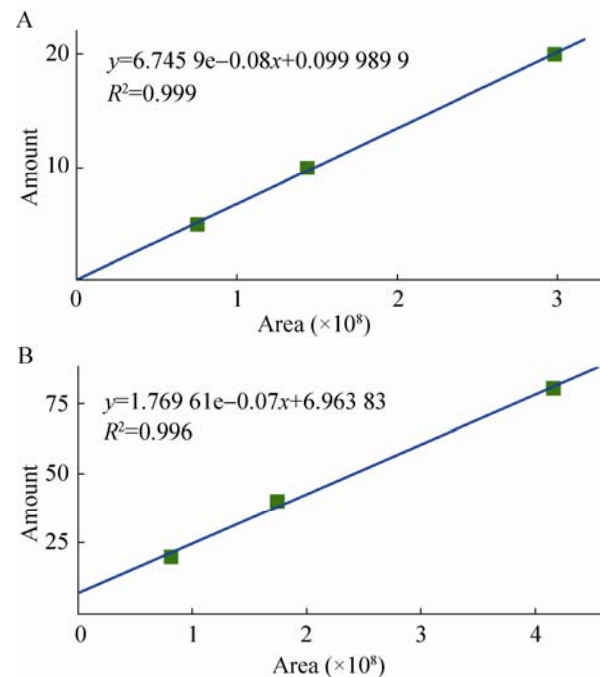 A
20
y=6.745 9e−0.08x+0.099 989 9
R²=0.999
10
Amount
0
1
2
3
Area (×10⁸)
B
75
y=1.769 61e−0.07x+6.963 83
R²=0.996
50
25
Amount
0
1
2
3
4
Area (×10⁸)